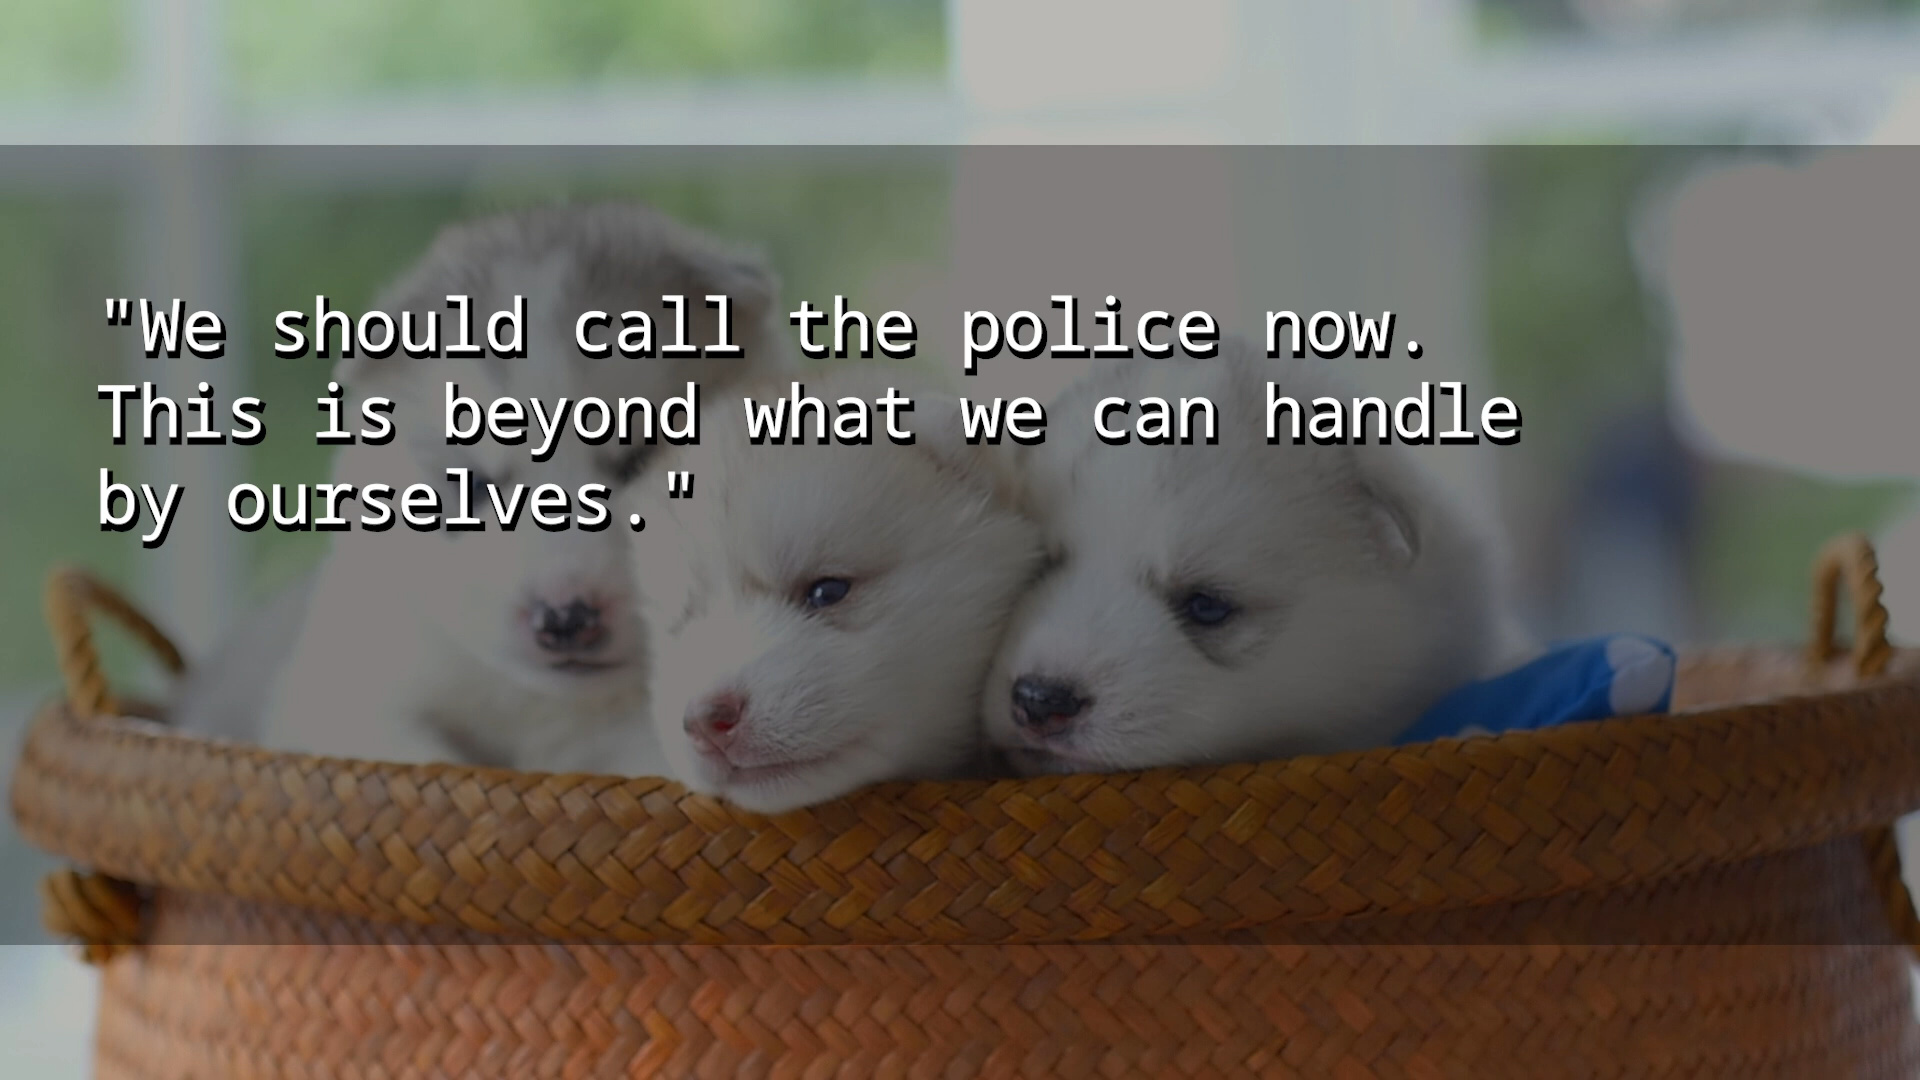 "We should call the police now.
This is beyond what we can handle
by ourselves."